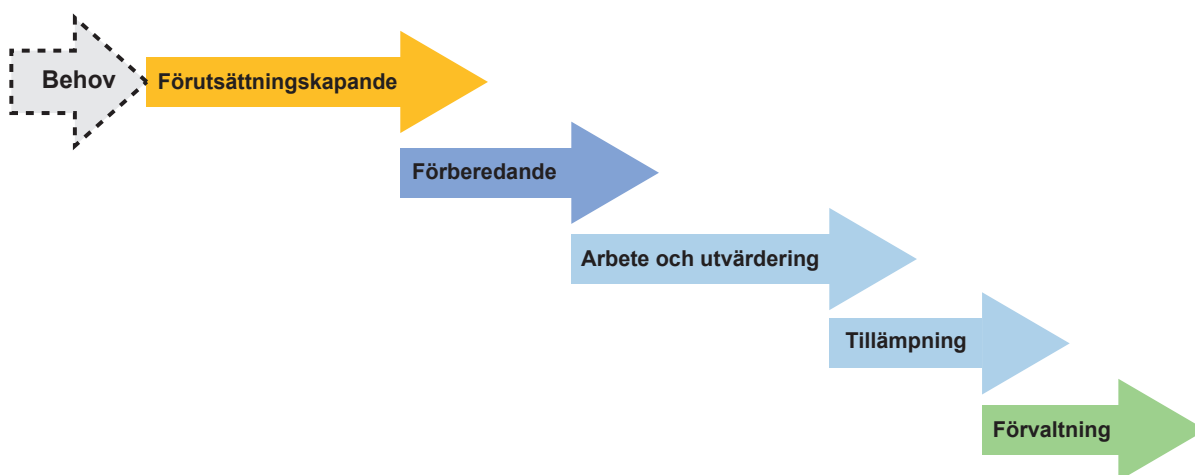 Behov
Förutsättningskapande
Förberedande
Arbete och utvärdering
Tillämpning
Förvaltning